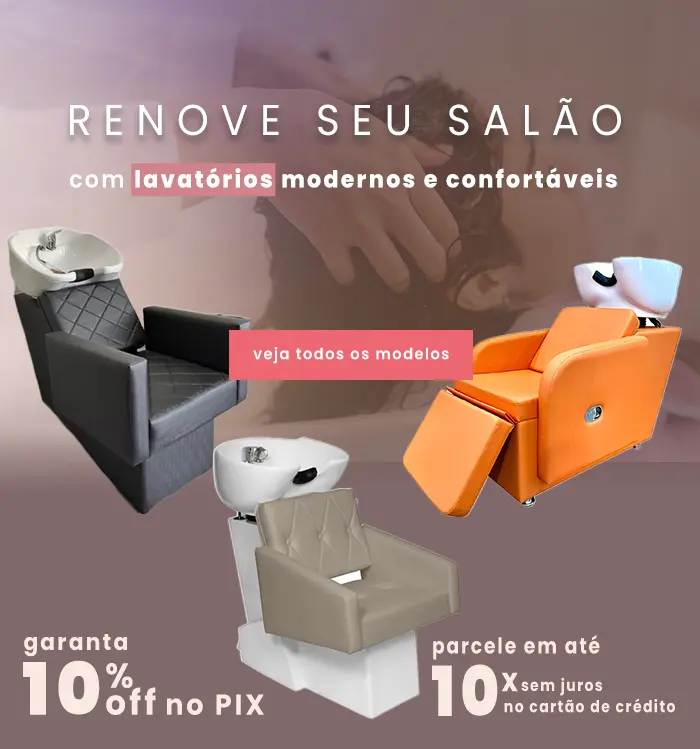 RENOVE SEU SALÃO
com lavatórios modernos e confortáveis
veja todos os modelos
garanta
10% off no PIX
parcele em até
10x sem juros
no cartão de crédito